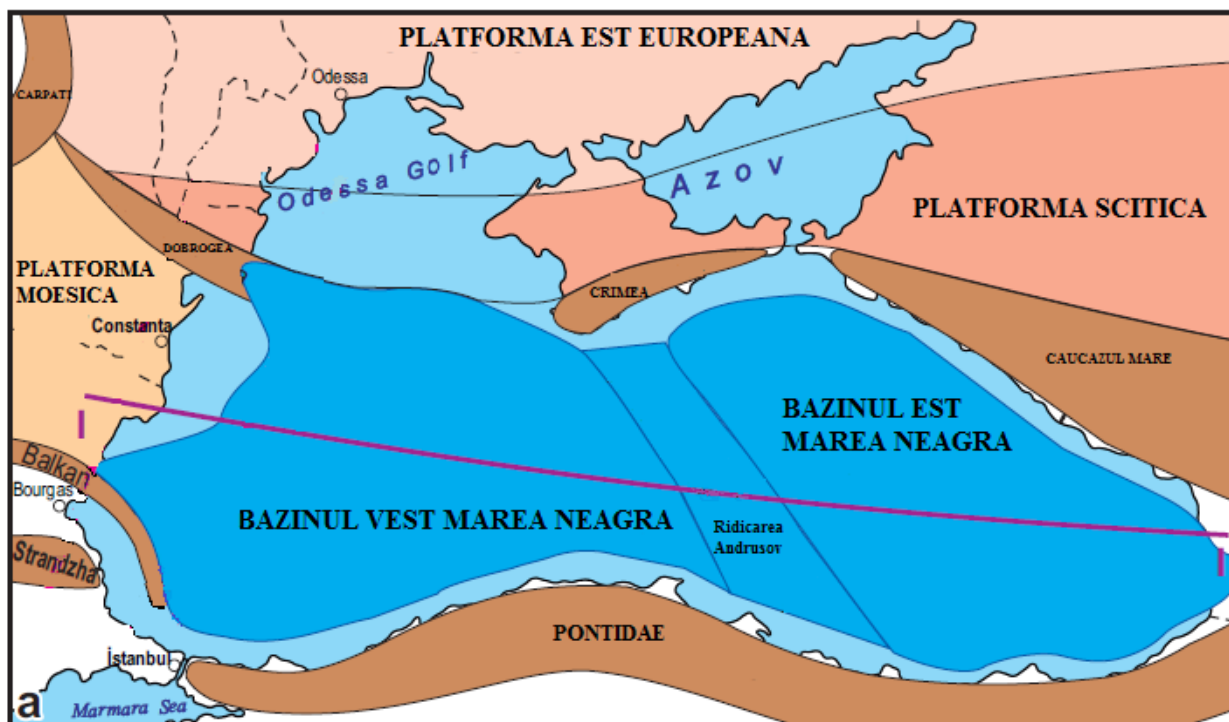 PLATFORMA EST EUROPEANA
Odessa
CARPATI
Odessa Golf
Azov
PLATFORMA SCITICA
DOBROGEA
PLATFORMA
MOESICA
CRIMEA
Constanta
CAUCAZUL MARE
BAZINUL EST
MAREA NEAGRA
I
Balkan
Bourgas
BAZINUL VEST MAREA NEAGRA
Ridicarea
Andrusov
Strandzha
I
PONTIDAE
İstanbul
a
Marmara Sea